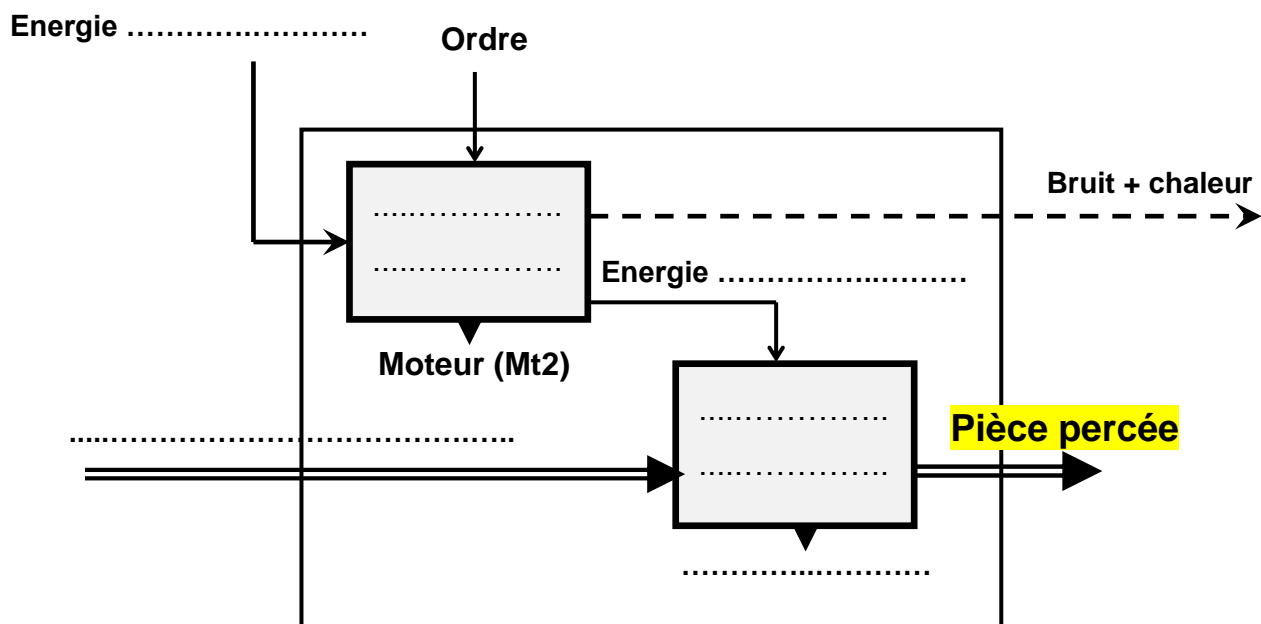 Energie ........................
Ordre
Bruit + chaleur
....................
....................
Energie .........................
Moteur (Mt2)
....................
....................
..................................................
Pièce percée
.........................